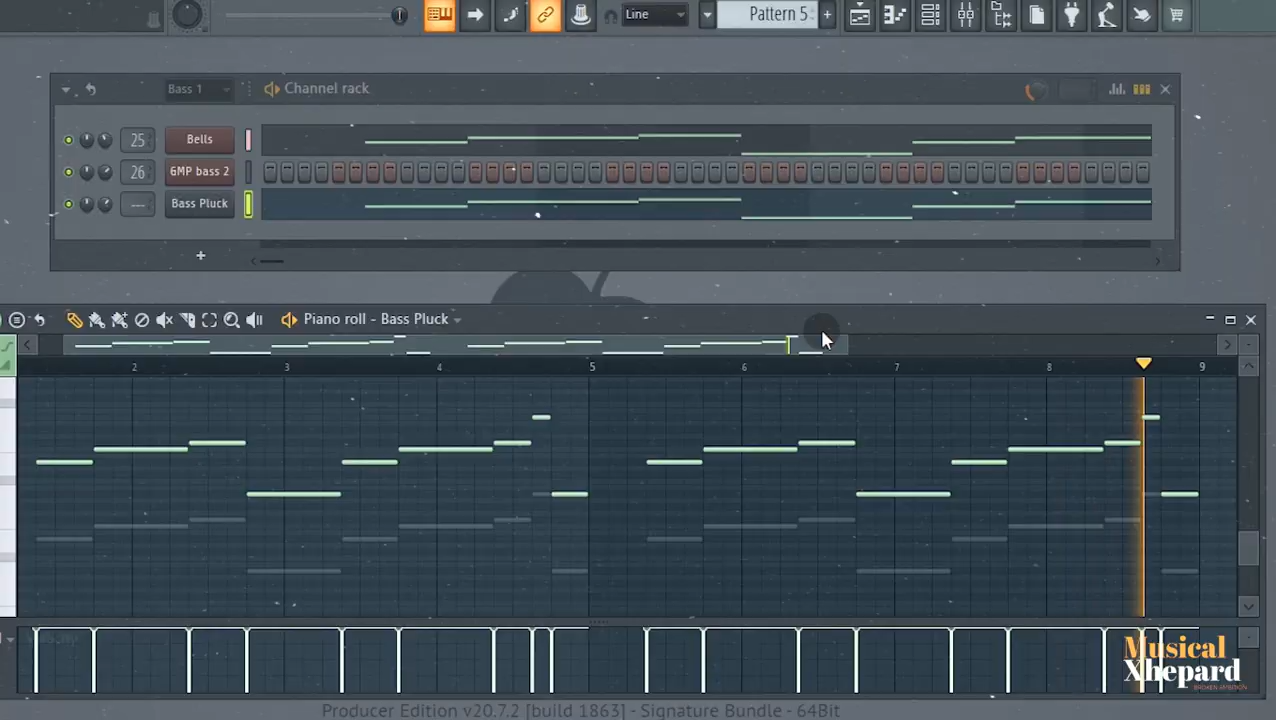 Line
Pattern 5
+
Bass 1
Channel rack
25
Bells
26
GMP bass 2
---
Bass Pluck
+
Piano roll - Bass Pluck
2 3 4 5 6 7 8 9
Musical
Xhepard
Producer Edition v20.7.2 [build 1863] - Signature Bundle - 64Bit